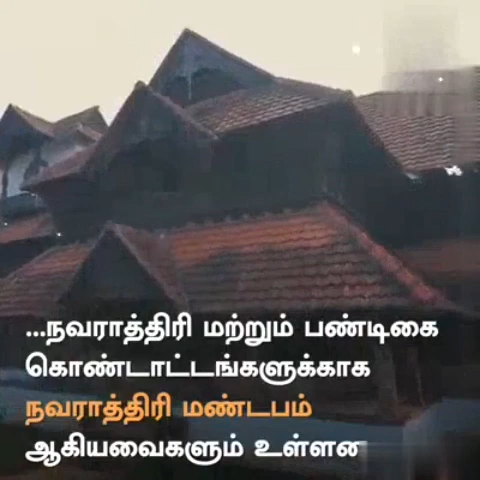 ...நவராத்திரி மற்றும் பண்டிகை
கொண்டாட்டங்களுக்காக
நவராத்திரி மண்டபம்
ஆகியவைகளும் உள்ளன